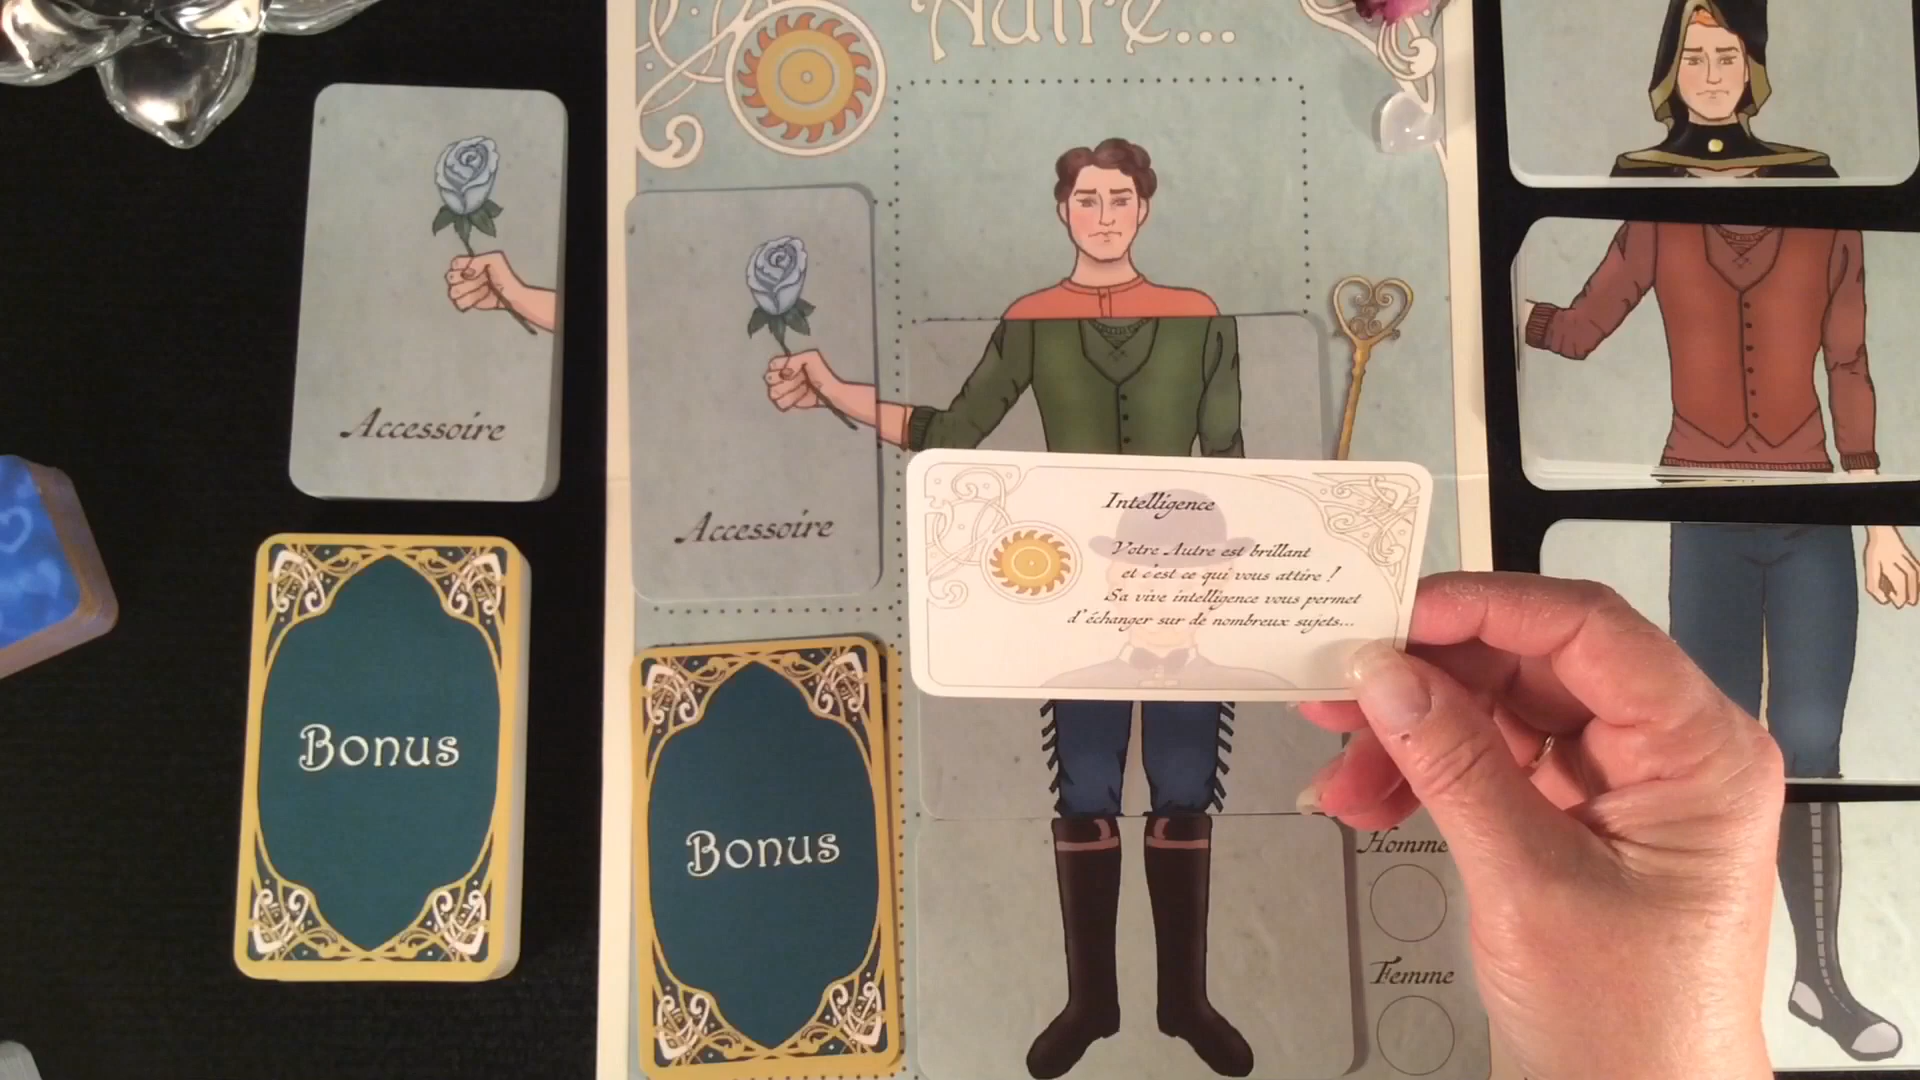 Autre...
Accessoire
Accessoire
Intelligence
Votre Autre est brillant
et c'est ce qui vous attire !
Sa vive intelligence vous permet
d'échanger sur de nombreux sujets...
Bonus
Bonus
Homme
Femme